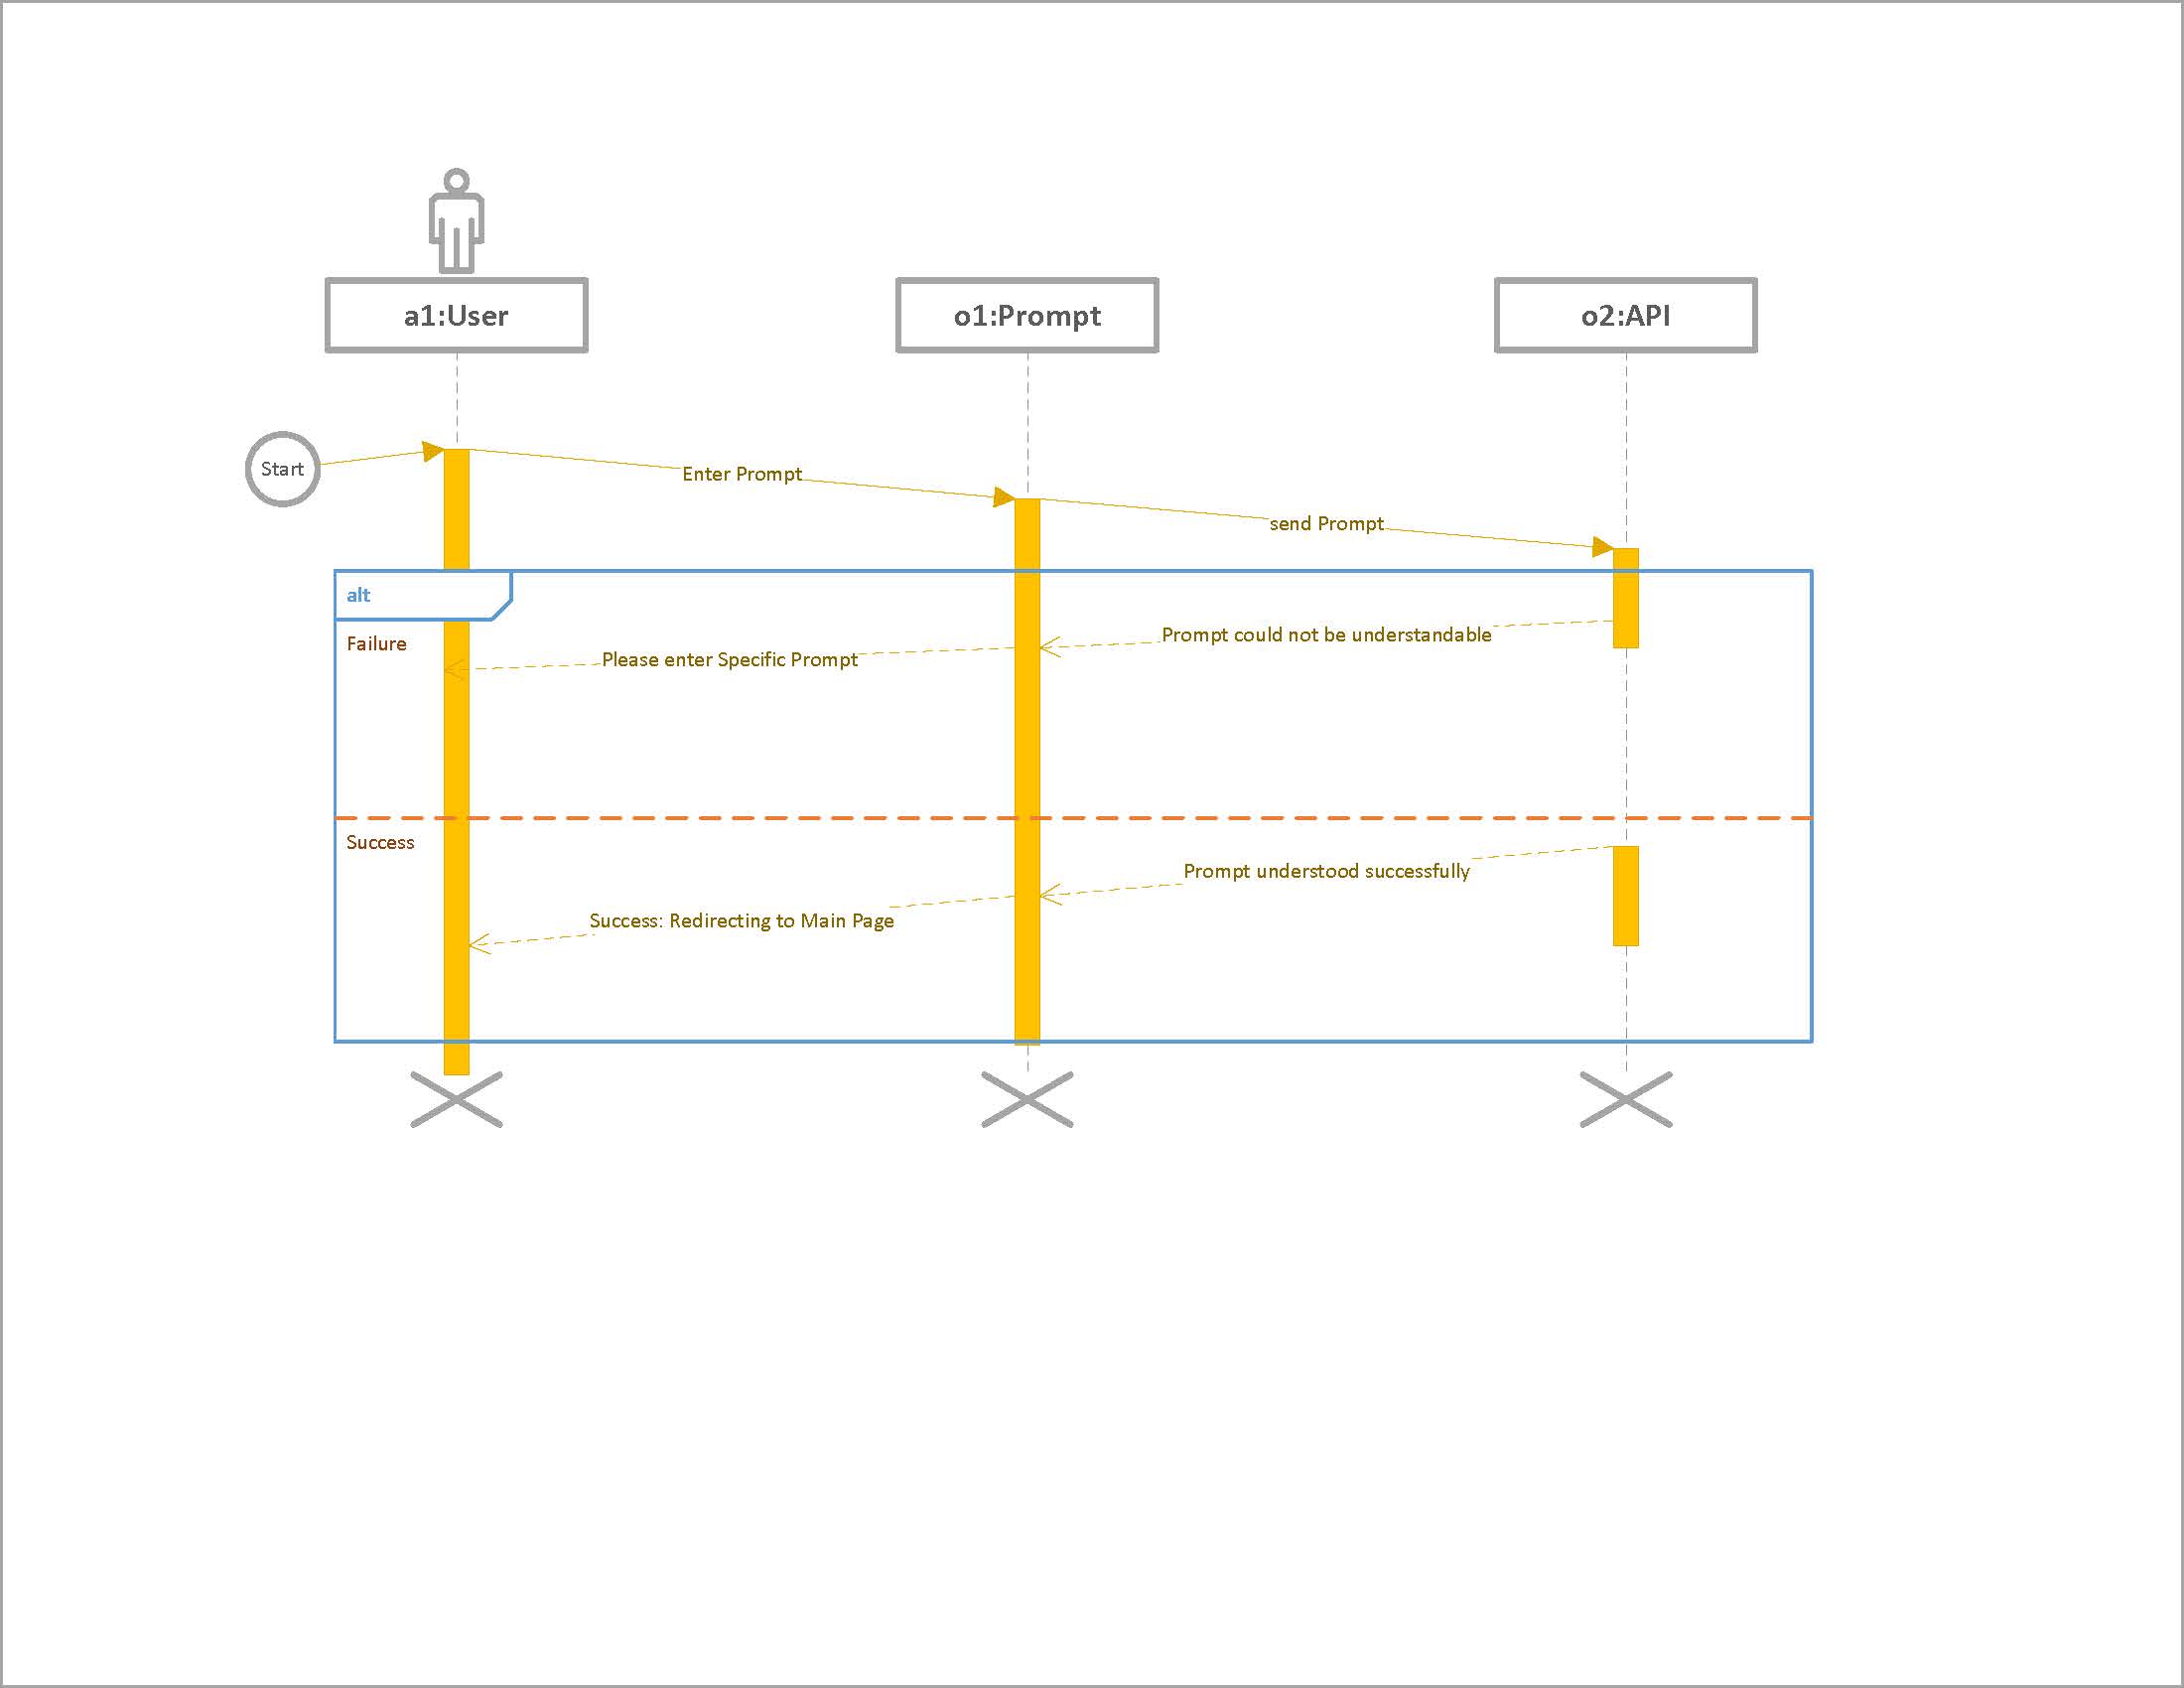 a1:User
o1:Prompt
o2:API
Start
Enter Prompt
send Prompt
alt
Failure
Prompt could not be understandable
Please enter Specific Prompt
Success
Prompt understood successfully
Success: Redirecting to Main Page